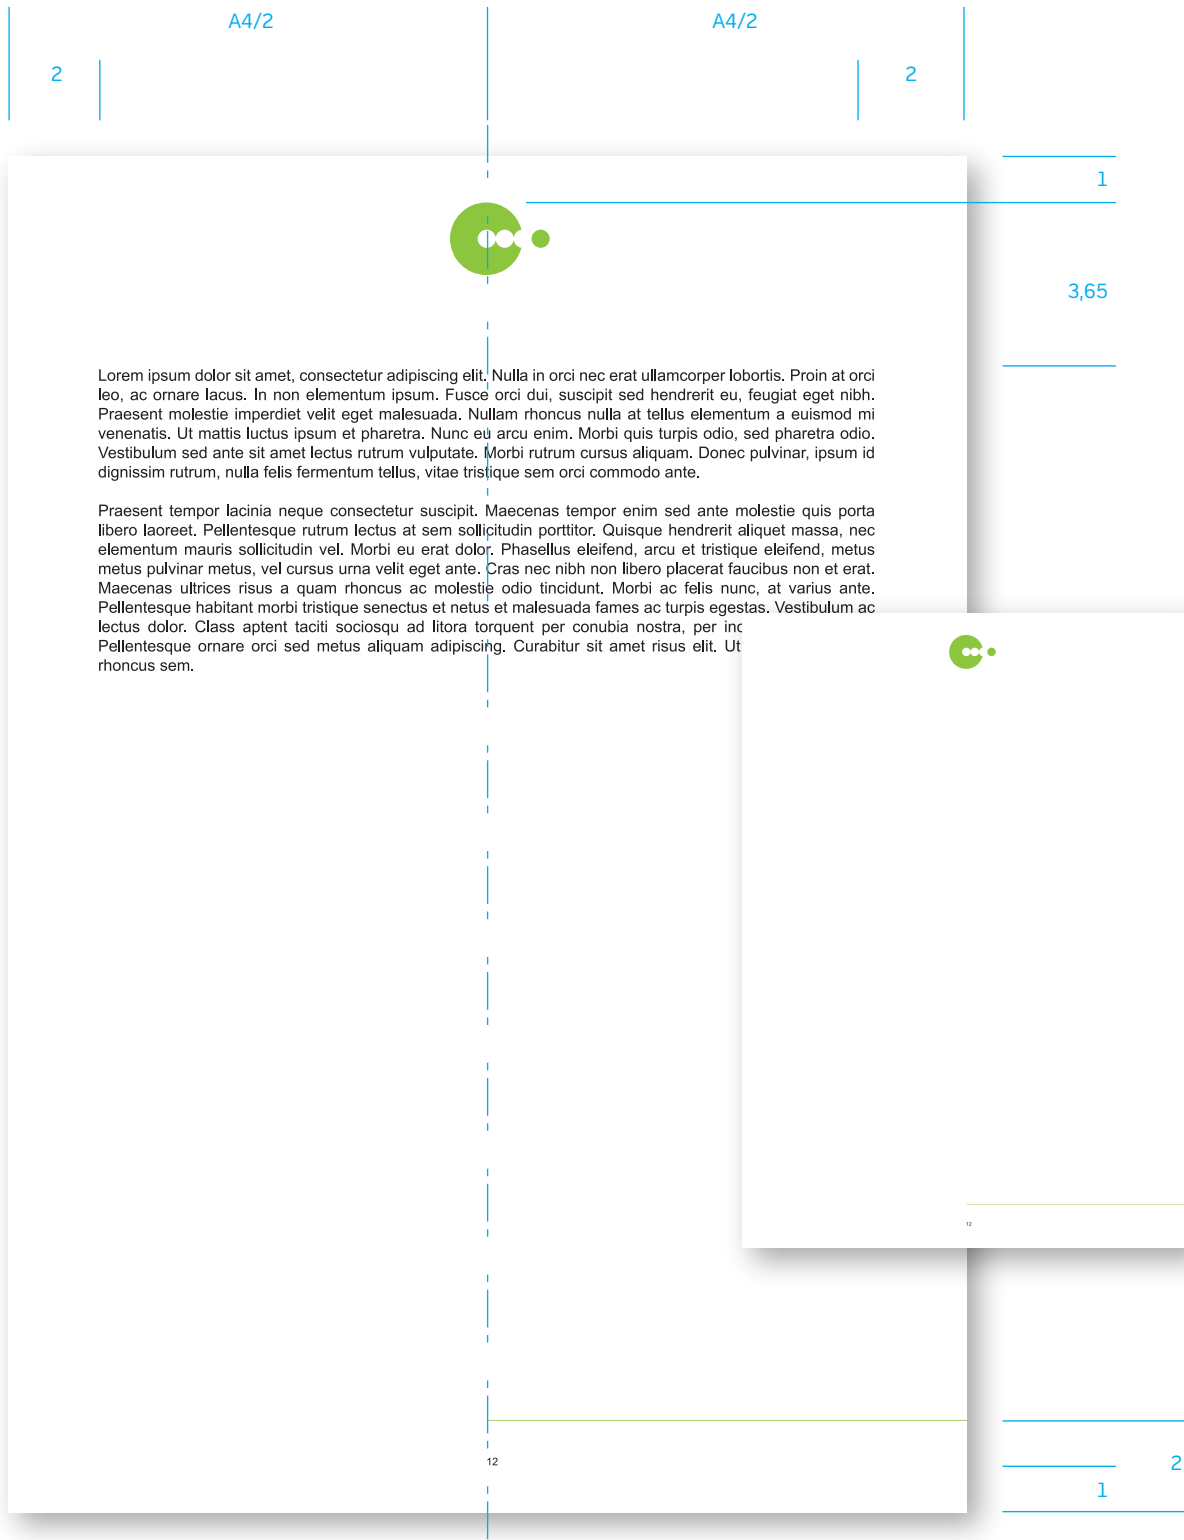 A4/2 A4/2
2 2
1
3,65
Lorem ipsum dolor sit amet, consectetur adipiscing elit. Nulla in orci nec erat ullamcorper lobortis. Proin at orci
leo, ac ornare lacus. In non elementum ipsum. Fusce orci dui, suscipit sed hendrerit eu, feugiat eget nibh.
Praesent molestie imperdiet velit eget malesuada. Nullam rhoncus nulla at tellus elementum a euismod mi
venenatis. Ut mattis luctus ipsum et pharetra. Nunc eu arcu enim. Morbi quis turpis odio, sed pharetra odio.
Vestibulum sed ante sit amet lectus rutrum vulputate. Morbi rutrum cursus aliquam. Donec pulvinar, ipsum id
dignissim rutrum, nulla felis fermentum tellus, vitae tristique sem orci commodo ante.
Praesent tempor lacinia neque consectetur suscipit. Maecenas tempor enim sed ante molestie quis porta
libero laoreet. Pellentesque rutrum lectus at sem sollicitudin porttitor. Quisque hendrerit aliquet massa, nec
elementum mauris sollicitudin vel. Morbi eu erat dolor. Phasellus eleifend, arcu et tristique eleifend, metus
metus pulvinar metus, vel cursus urna velit eget ante. Cras nec nibh non libero placerat faucibus non et erat.
Maecenas ultrices risus a quam rhoncus ac molestie odio tincidunt. Morbi ac felis nunc, at varius ante.
Pellentesque habitant morbi tristique senectus et netus et malesuada fames ac turpis egestas. Vestibulum ac
lectus dolor. Class aptent taciti sociosqu ad litora torquent per conubia nostra, per inc
Pellentesque ornare orci sed metus aliquam adipiscing. Curabitur sit amet risus elit. Ut
rhoncus sem.
12
12
2
1